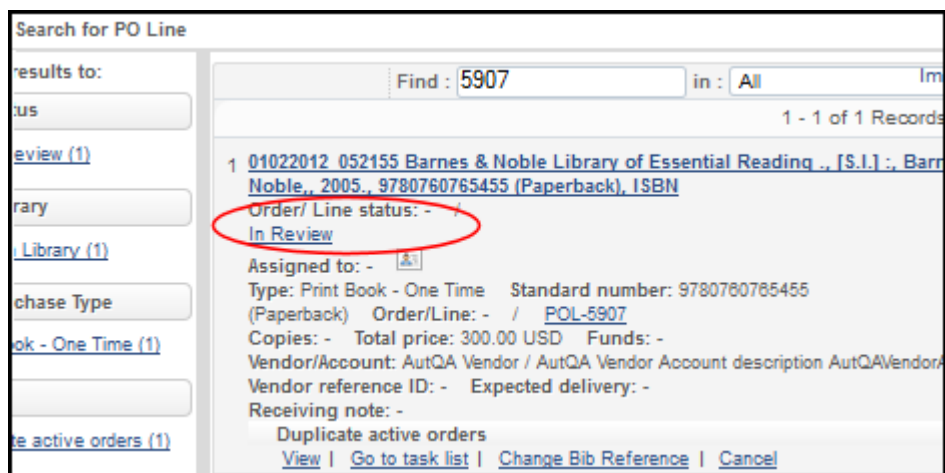 Search for PO Line
results to:
Find : 5907 in : All Im
1 - 1 of 1 Records
tus
eview (1)
rary
Library (1)
chase Type
ok - One Time (1)
te active orders (1)
1 01022012 052155 Barnes & Noble Library of Essential Reading ., [S.I.] :, Barr
Noble,, 2005., 9780760765455 (Paperback), ISBN
Order/ Line status: - /
In Review
Assigned to: -
Type: Print Book - One Time Standard number: 9780760765455
(Paperback) Order/Line: - / POL-5907
Copies: - Total price: 300.00 USD Funds: -
Vendor/Account: AutQA Vendor / AutQA Vendor Account description AutQAVendorA
Vendor reference ID: - Expected delivery: -
Receiving note: -
Duplicate active orders
View | Go to task list | Change Bib Reference | Cancel